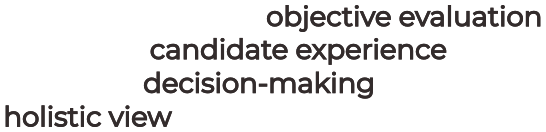 objective evaluation
candidate experience
decision-making
holistic view